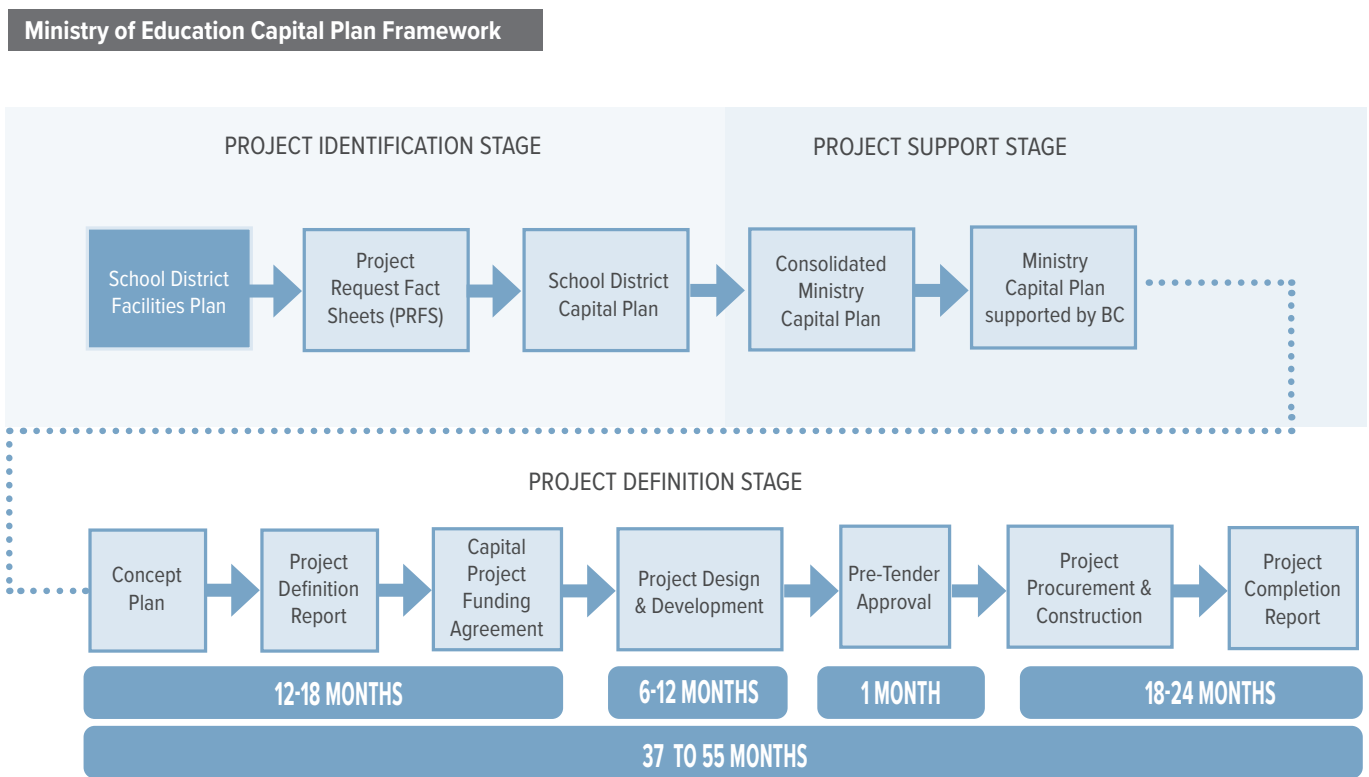 Ministry of Education Capital Plan Framework
PROJECT IDENTIFICATION STAGE
PROJECT SUPPORT STAGE
School District
Facilities Plan
Project
Request Fact
Sheets (PRFS)
School District
Capital Plan
Consolidated
Ministry
Capital Plan
Ministry
Capital Plan
supported by BC
PROJECT DEFINITION STAGE
Concept
Plan
Project
Definition
Report
Capital
Project
Funding
Agreement
Project Design
& Development
Pre-Tender
Approval
Project
Procurement &
Construction
Project
Completion
Report
12-18 MONTHS
6-12 MONTHS
1 MONTH
18-24 MONTHS
37 TO 55 MONTHS